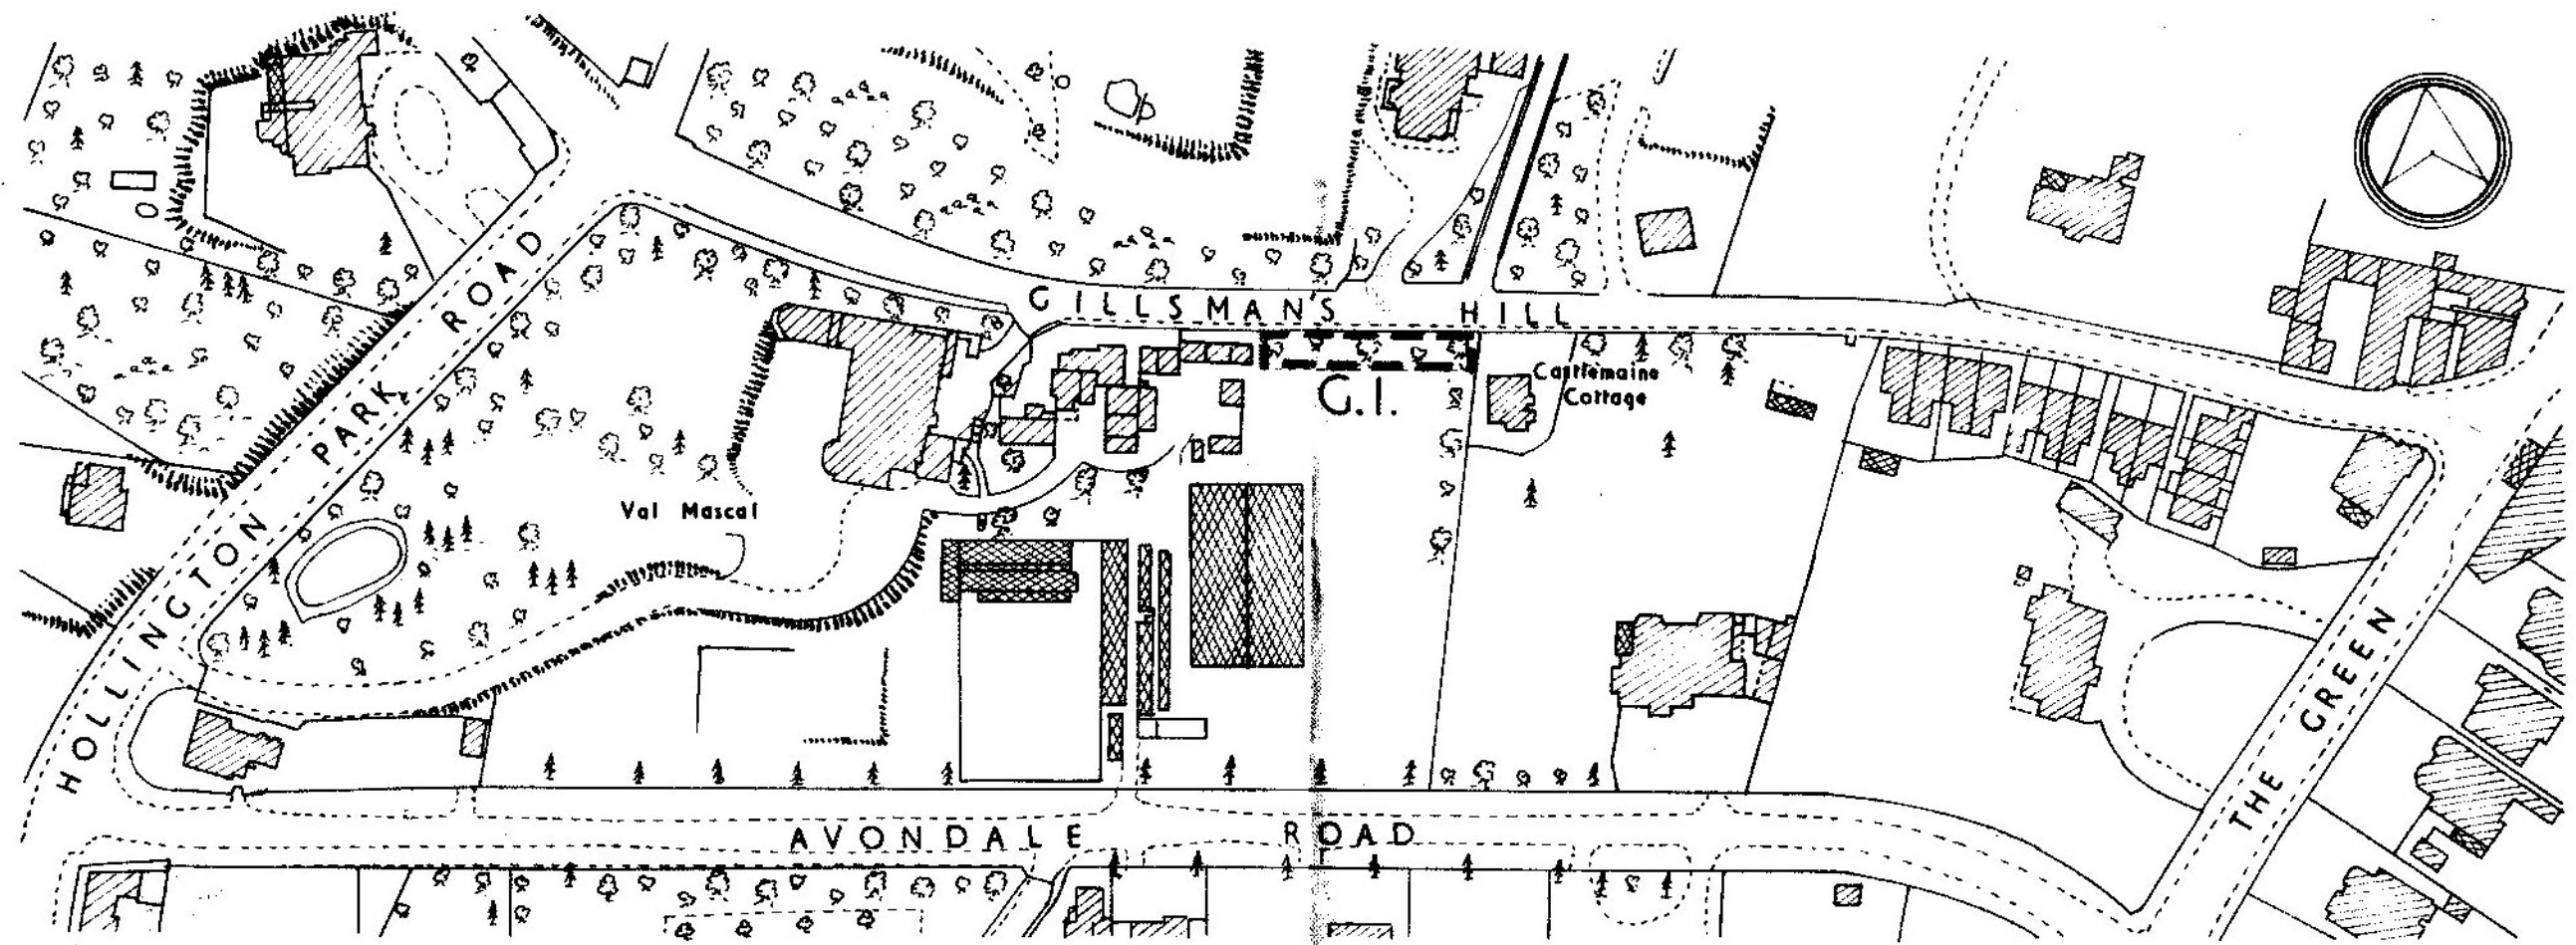 GILLSMAN'S HILL
HOLLINGTON PARK ROAD
Castlemaine
Cottage
G.I.
Val Mascal
THE GREEN
AVONDALE ROAD